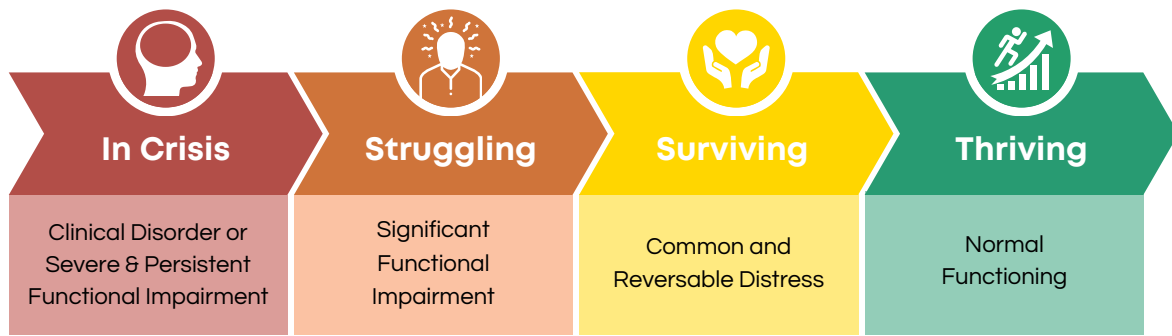 In Crisis
Struggling
Surviving
Thriving
Clinical Disorder or
Severe & Persistent
Functional Impairment
Significant
Functional
Impairment
Common and
Reversable Distress
Normal
Functioning